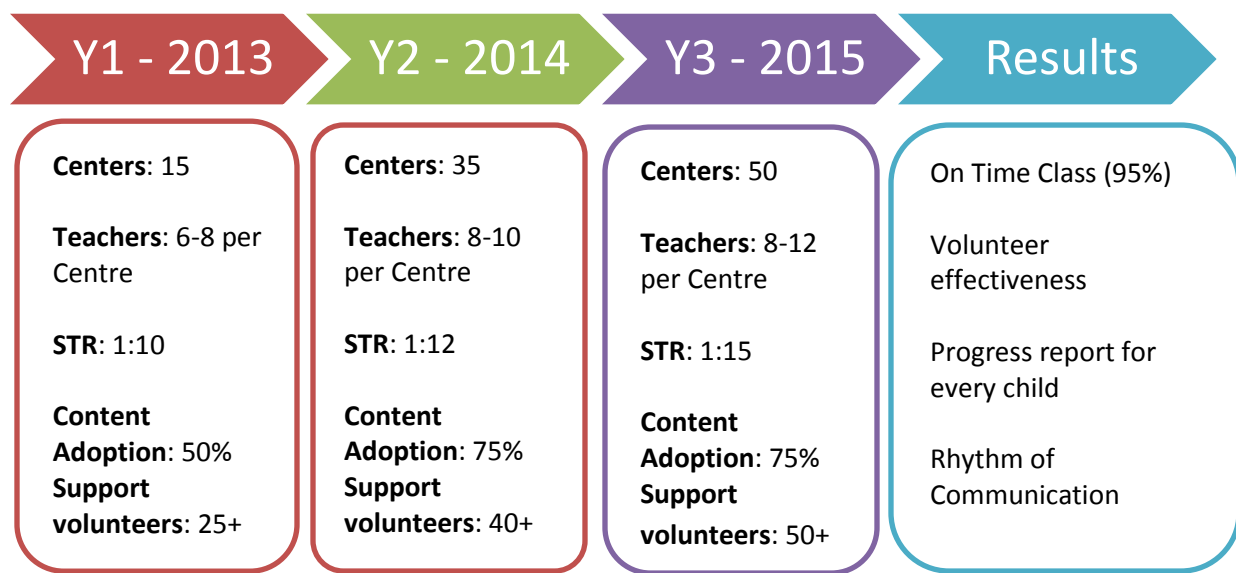 Y1 - 2013
Y2 - 2014
Y3 - 2015
Results
Centers: 15
Teachers: 6-8 per
Centre
STR: 1:10
Content
Adoption: 50%
Support
volunteers: 25+
Centers: 35
Teachers: 8-10
per Centre
STR: 1:12
Content
Adoption: 75%
Support
volunteers: 40+
Centers: 50
Teachers: 8-12
per Centre
STR: 1:15
Content
Adoption: 75%
Support
volunteers: 50+
On Time Class (95%)
Volunteer
effectiveness
Progress report for
every child
Rhythm of
Communication